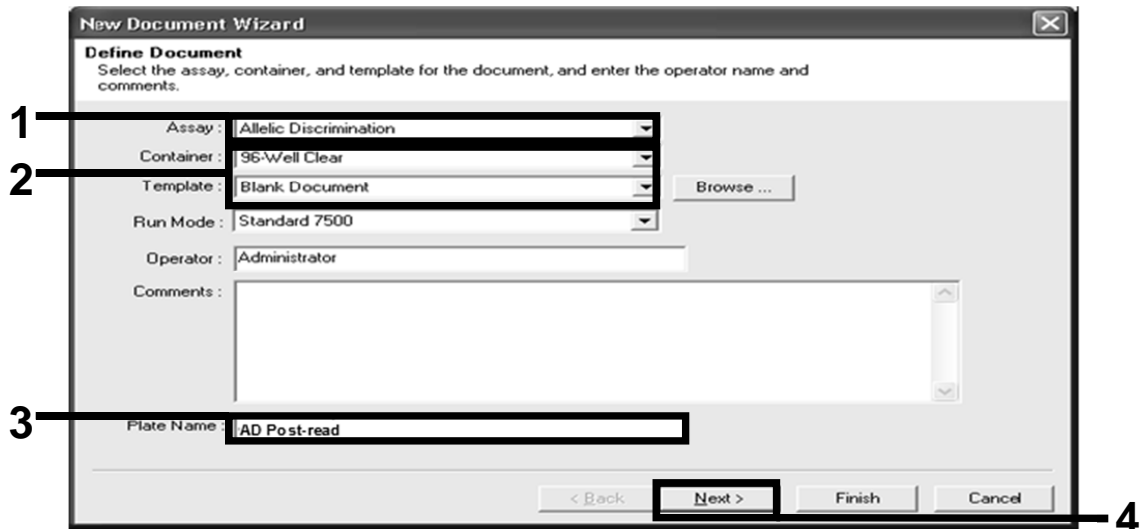 New Document Wizard
Define Document
Select the assay, container, and template for the document, and enter the operator name and
comments.
1
Assay : Allelic Discrimination
Container : 96-Well Clear
2
Template : Blank Document Browse ...
Run Mode : Standard 7500
Operator : Administrator
Comments :
3
Plate Name : AD Post-read
< Back Next > Finish Cancel
4